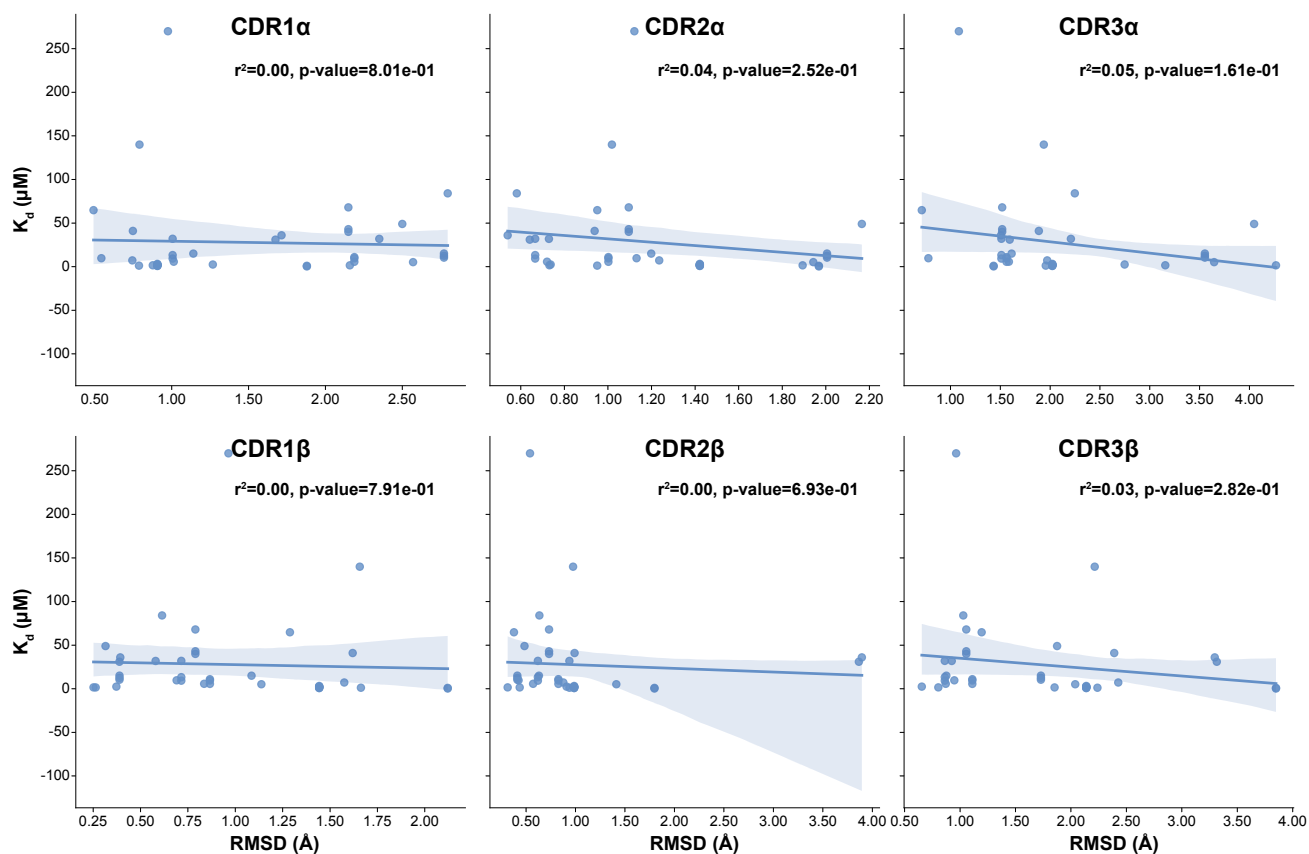 CDR1α
CDR2α
CDR3α
r²=0.00, p-value=8.01e-01
r²=0.04, p-value=2.52e-01
r²=0.05, p-value=1.61e-01
250
200
150
100
50
0
-50
-100
K_d (µM)
0.50 1.00 1.50 2.00 2.50
0.60 0.80 1.00 1.20 1.40 1.60 1.80 2.00 2.20
1.00 1.50 2.00 2.50 3.00 3.50 4.00
CDR1β
CDR2β
CDR3β
r²=0.00, p-value=7.91e-01
r²=0.00, p-value=6.93e-01
r²=0.03, p-value=2.82e-01
250
200
150
100
50
0
-50
-100
K_d (µM)
0.25 0.50 0.75 1.00 1.25 1.50 1.75 2.00
0.50 1.00 1.50 2.00 2.50 3.00 3.50 4.00
0.50 1.00 1.50 2.00 2.50 3.00 3.50 4.00
RMSD (Å)
RMSD (Å)
RMSD (Å)